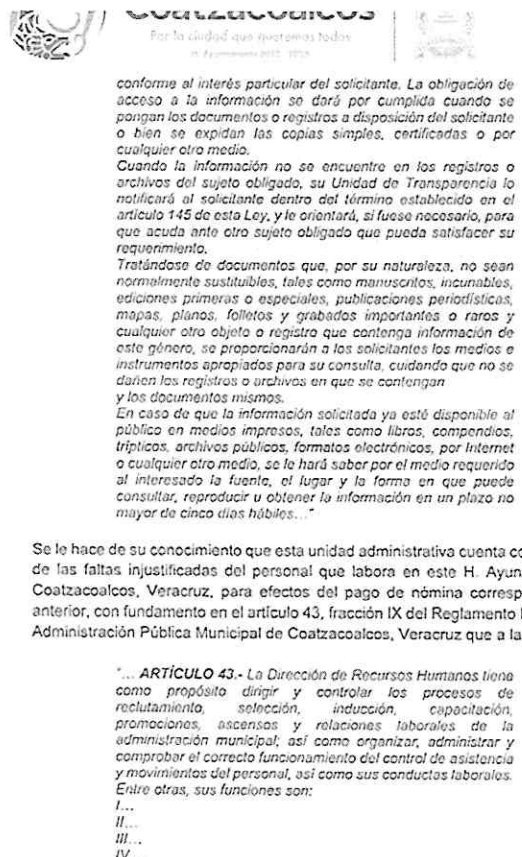 Coatzacoalcos
Por la ciudad que queremos todos
H. Ayuntamiento 2022 - 2025
conforme al interés particular del solicitante. La obligación de
acceso a la información se dará por cumplida cuando se
pongan los documentos o registros a disposición del solicitante
o bien se expidan las copias simples, certificadas o por
cualquier otro medio.
Cuando la información no se encuentre en los registros o
archivos del sujeto obligado, su Unidad de Transparencia lo
notificará al solicitante dentro del término establecido en el
artículo 145 de esta Ley, y le orientará, si fuese necesario, para
que acuda ante otro sujeto obligado que pueda satisfacer su
requerimiento.
Tratándose de documentos que, por su naturaleza, no sean
normalmente sustituibles, tales como manuscritos, incunables,
ediciones primeras o especiales, publicaciones periodísticas,
mapas, planos, folletos y grabados importantes o raros y
cualquier otro objeto o registro que contenga información de
este género, se proporcionarán a los solicitantes los medios e
instrumentos apropiados para su consulta, cuidando que no se
dañen los registros o archivos en que se contengan
y los documentos mismos.
En caso de que la información solicitada ya esté disponible al
público en medios impresos, tales como libros, compendios,
trípticos, archivos públicos, formatos electrónicos, por Internet
o cualquier otro medio, se le hará saber por el medio requerido
al interesado la fuente, el lugar y la forma en que puede
consultar, reproducir u obtener la información en un plazo no
mayor de cinco días hábiles..."
Se le hace de su conocimiento que esta unidad administrativa cuenta co
de las faltas injustificadas del personal que labora en este H. Ayun
Coatzacoalcos, Veracruz, para efectos del pago de nómina corresp
anterior, con fundamento en el artículo 43, fracción IX del Reglamento
Administración Pública Municipal de Coatzacoalcos, Veracruz que a la
"... ARTÍCULO 43.- La Dirección de Recursos Humanos tiene
como propósito dirigir y controlar los procesos de
reclutamiento, selección, inducción, capacitación,
promociones, ascensos y relaciones laborales de la
administración municipal; así como organizar, administrar y
comprobar el correcto funcionamiento del control de asistencia
y movimientos del personal, así como sus conductas laborales.
Entre otras, sus funciones son:
I...
II...
III...
IV...